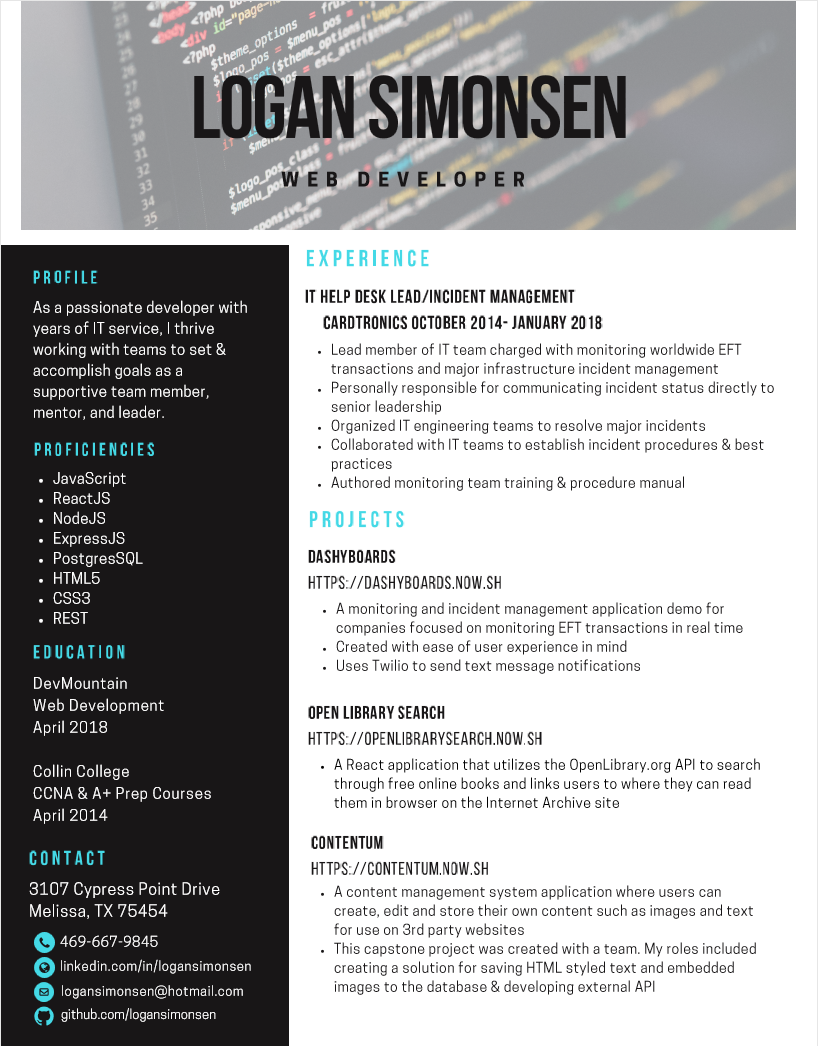 LOGAN SIMONSEN
WEB DEVELOPER
PROFILE
As a passionate developer with
years of IT service, I thrive
working with teams to set &
accomplish goals as a
supportive team member,
mentor, and leader.
PROFICIENCIES
• JavaScript
• ReactJS
• NodeJS
• ExpressJS
• PostgresSQL
• HTML5
• CSS3
• REST
EDUCATION
DevMountain
Web Development
April 2018
Collin College
CCNA & A+ Prep Courses
April 2014
CONTACT
3107 Cypress Point Drive
Melissa, TX 75454
469-667-9845
linkedin.com/in/logansimonsen
logansimonsen@hotmail.com
github.com/logansimonsen
EXPERIENCE
IT HELP DESK LEAD/INCIDENT MANAGEMENT
CARDTRONICS OCTOBER 2014- JANUARY 2018
• Lead member of IT team charged with monitoring worldwide EFT
transactions and major infrastructure incident management
• Personally responsible for communicating incident status directly to
senior leadership
• Organized IT engineering teams to resolve major incidents
• Collaborated with IT teams to establish incident procedures & best
practices
• Authored monitoring team training & procedure manual
PROJECTS
DASHYBOARDS
HTTPS://DASHYBOARDS.NOW.SH
• A monitoring and incident management application demo for
companies focused on monitoring EFT transactions in real time
• Created with ease of user experience in mind
• Uses Twilio to send text message notifications
OPEN LIBRARY SEARCH
HTTPS://OPENLIBRARYSEARCH.NOW.SH
• A React application that utilizes the OpenLibrary.org API to search
through free online books and links users to where they can read
them in browser on the Internet Archive site
CONTENTUM
HTTPS://CONTENTUM.NOW.SH
• A content management system application where users can
create, edit and store their own content such as images and text
for use on 3rd party websites
• This capstone project was created with a team. My roles included
creating a solution for saving HTML styled text and embedded
images to the database & developing external API